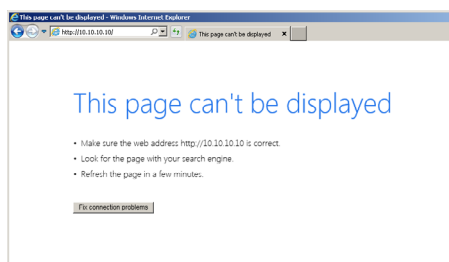 This page can't be displayed - Windows Internet Explorer
http://10.10.10.10/
This page can't be displayed
This page can't be displayed
• Make sure the web address http://10.10.10.10 is correct.
• Look for the page with your search engine.
• Refresh the page in a few minutes.
Fix connection problems